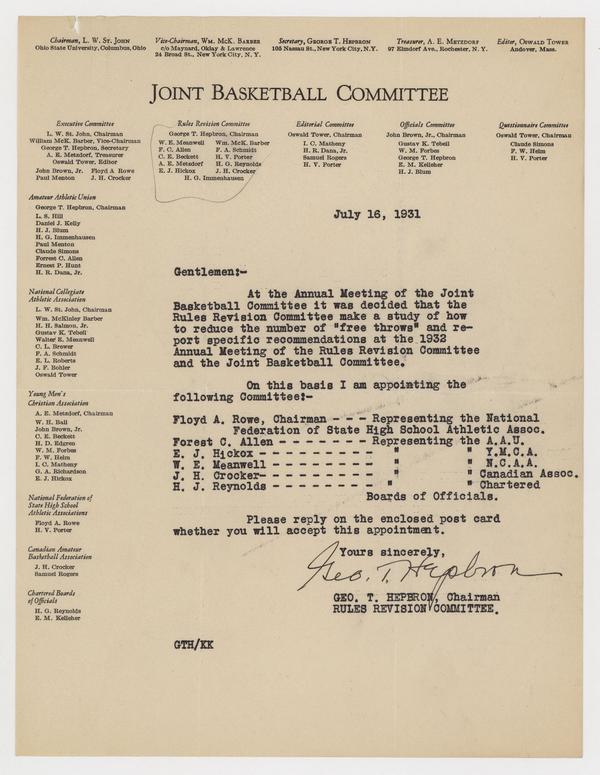 Chairman, L. W. St. John
Ohio State University, Columbus, Ohio
Vice-Chairman, Wm. McK. Barber
c/o Maynard, Oakley & Lawrence
24 Broad St., New York City, N. Y.
Secretary, George T. Hepbron
105 Nassau St., New York City, N.Y.
Treasurer, A. E. Metzdorf
97 Elmdorf Ave., Rochester, N. Y.
Editor, Oswald Tower
Andover, Mass.
Joint Basketball Committee
Executive Committee
L. W. St. John, Chairman
William McK. Barber, Vice-Chairman
George T. Hepbron, Secretary
A. E. Metzdorf, Treasurer
Oswald Tower, Editor
John Brown, Jr. Floyd A Rowe
Paul Menton J. H. Crocker
Rules Revision Committee
George T. Hepbron, Chairman
W. E. Meanwell Wm. McK. Barber
F. C. Allen F. A. Schmidt
C. E. Beckett H. V. Porter
A. E. Metzdorf H. G. Reynolds
E. J. Hickox J. H. Crocker
H. G. Immenhausen
Editorial Committee
Oswald Tower, Chairman
I. C. Matheny
H. R. Dana, Jr.
Samuel Rogers
H. V. Porter
Officials Committee
John Brown, Jr., Chairman
Gustav K. Tebell
W. M. Forbes
George T. Hepbron
E. M. Kelleher
H. J. Blum
Questionnaire Committee
Oswald Tower, Chairman
Claude Simons
F. W. Heim
H. V. Porter
Amateur Athletic Union
George T. Hepbron, Chairman
L. S. Hill
Daniel J. Kelly
H. J. Blum
H. G. Immenhausen
Paul Menton
Claude Simons
Forrest C. Allen
Ernest P. Hunt
H. R. Dana, Jr.
National Collegiate
Athletic Association
L. W. St. John, Chairman
Wm. McKinley Barber
H. H. Salmon, Jr.
Gustav K. Tebell
Walter E. Meanwell
C. L. Brewer
F. A. Schmidt
E. L. Roberts
J. F. Bohler
Oswald Tower
Young Men's
Christian Association
A. E. Metzdorf, Chairman
W. H. Ball
John Brown, Jr.
C. E. Beckett
H. D. Edgren
W. M. Forbes
F. W. Heim
I. C. Matheny
G. A. Richardson
E. J. Hickox
National Federation of
State High School
Athletic Associations
Floyd A. Rowe
H. V. Porter
Canadian Amateur
Basketball Association
J. H. Crocker
Samuel Rogers
Chartered Boards
of Officials
H. G. Reynolds
E. M. Kelleher
July 16, 1931
Gentlemen:-
At the Annual Meeting of the Joint
Basketball Committee it was decided that the
Rules Revision Committee make a study of how
to reduce the number of "free throws" and re-
port specific recommendations at the 1932
Annual Meeting of the Rules Revision Committee
and the Joint Basketball Committee.
On this basis I am appointing the
following Committee:-
Floyd A. Rowe, Chairman - - - Representing the National
Federation of State High School Athletic Assoc.
Forest C. Allen - - - - - - - - Representing the A.A.U.
E. J. Hickox - - - - - - - - - " " Y.M.C.A.
W. E. Meanwell - - - - - - - - " " N.C.A.A.
J. H. Crocker- - - - - - - - - " " Canadian Assoc.
H. J. Reynolds - - - - - - - - " " Chartered
Boards of Officials.
Please reply on the enclosed post card
whether you will accept this appointment.
Yours sincerely,
Geo. T. Hepbron
GEO. T. HEPBRON, Chairman
RULES REVISION COMMITTEE.
GTH/KK